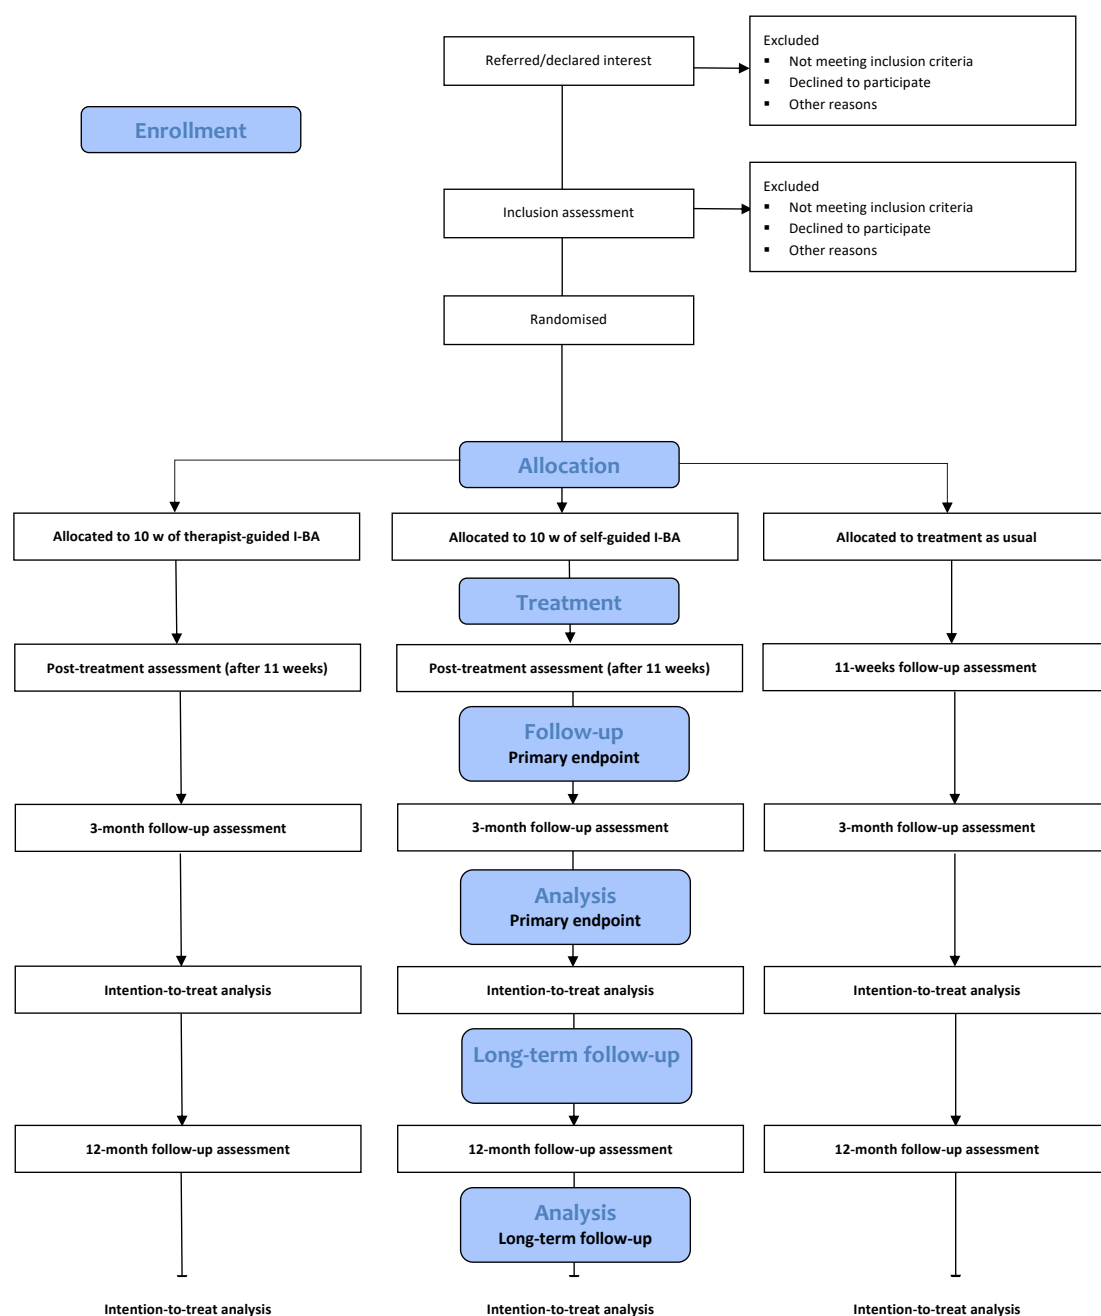 Referred/declared interest
Excluded
▪ Not meeting inclusion criteria
▪ Declined to participate
▪ Other reasons
Enrollment
Inclusion assessment
Excluded
▪ Not meeting inclusion criteria
▪ Declined to participate
▪ Other reasons
Randomised
Allocation
Allocated to 10 w of therapist-guided I-BA
Allocated to 10 w of self-guided I-BA
Allocated to treatment as usual
Treatment
Post-treatment assessment (after 11 weeks)
Post-treatment assessment (after 11 weeks)
11-weeks follow-up assessment
Follow-up
Primary endpoint
3-month follow-up assessment
3-month follow-up assessment
3-month follow-up assessment
Analysis
Primary endpoint
Intention-to-treat analysis
Intention-to-treat analysis
Intention-to-treat analysis
Long-term follow-up
12-month follow-up assessment
12-month follow-up assessment
12-month follow-up assessment
Analysis
Long-term follow-up
Intention-to-treat analysis
Intention-to-treat analysis
Intention-to-treat analysis